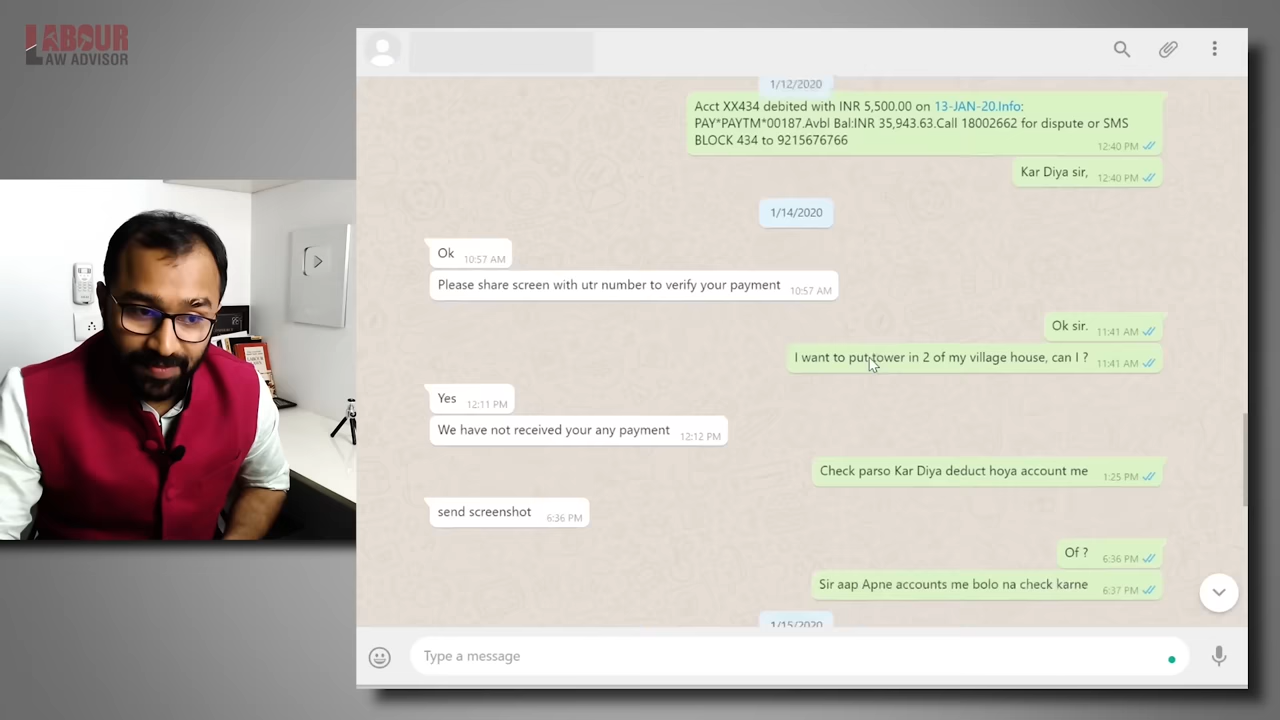 LABOUR
LAW ADVISOR
1/12/2020
Acct XX434 debited with INR 5,500.00 on 13-JAN-20.Info:
PAY*PAYTM*00187.Avbl Bal:INR 35,943.63.Call 18002662 for dispute or SMS
BLOCK 434 to 9215676766
12:40 PM
Kar Diya sir, 12:40 PM
1/14/2020
Ok 10:57 AM
Please share screen with utr number to verify your payment 10:57 AM
Ok sir. 11:41 AM
I want to put tower in 2 of my village house, can I ? 11:41 AM
Yes 12:11 PM
We have not received your any payment 12:12 PM
Check parso Kar Diya deduct hoya account me 1:25 PM
send screenshot 6:36 PM
Of ? 6:36 PM
Sir aap Apne accounts me bolo na check karne 6:37 PM
1/15/2020
Type a message